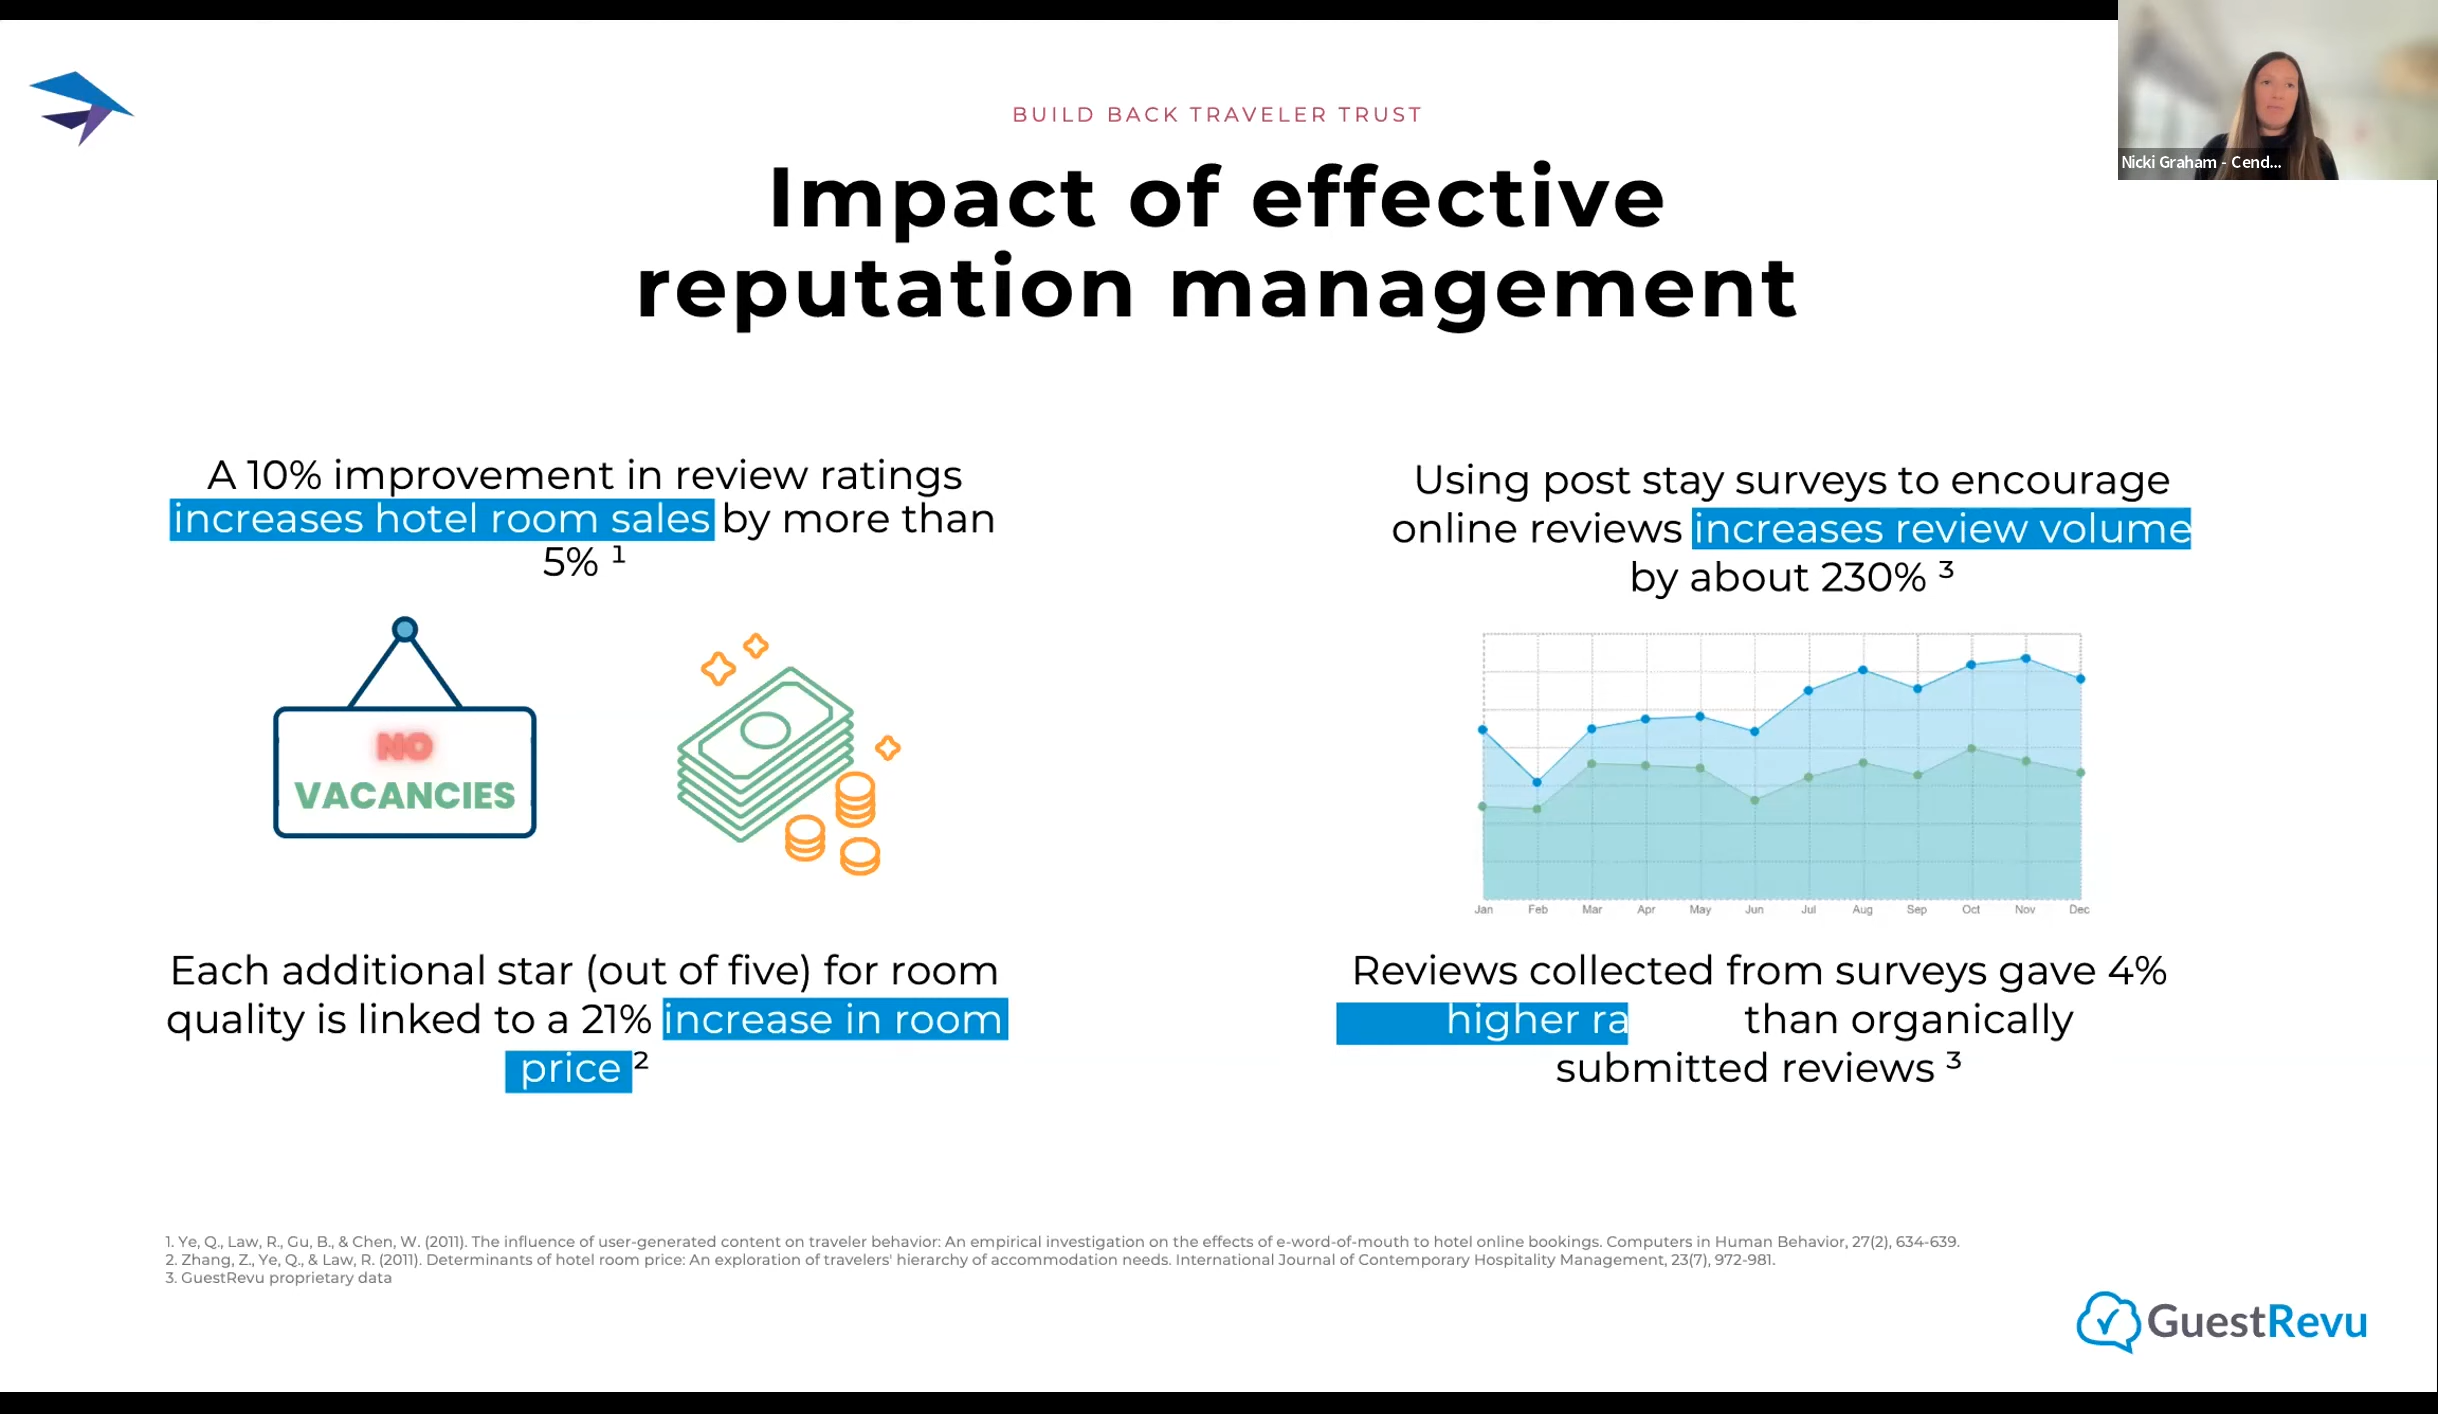 BUILD BACK TRAVELER TRUST
Impact of effective
reputation management
Nicki Graham - Cend...
A 10% improvement in review ratings
increases hotel room sales by more than
5% ¹
NO
VACANCIES
Each additional star (out of five) for room
quality is linked to a 21% increase in room
price ²
Using post stay surveys to encourage
online reviews increases review volume
by about 230% ³
Jan Feb Mar Apr May Jun Jul Aug Sep Oct Nov Dec
Reviews collected from surveys gave 4%
higher ra than organically
submitted reviews ³
1. Ye, Q., Law, R., Gu, B., & Chen, W. (2011). The influence of user-generated content on traveler behavior: An empirical investigation on the effects of e-word-of-mouth to hotel online bookings. Computers in Human Behavior, 27(2), 634-639.
2. Zhang, Z., Ye, Q., & Law, R. (2011). Determinants of hotel room price: An exploration of travelers' hierarchy of accommodation needs. International Journal of Contemporary Hospitality Management, 23(7), 972-981.
3. GuestRevu proprietary data
GuestRevu